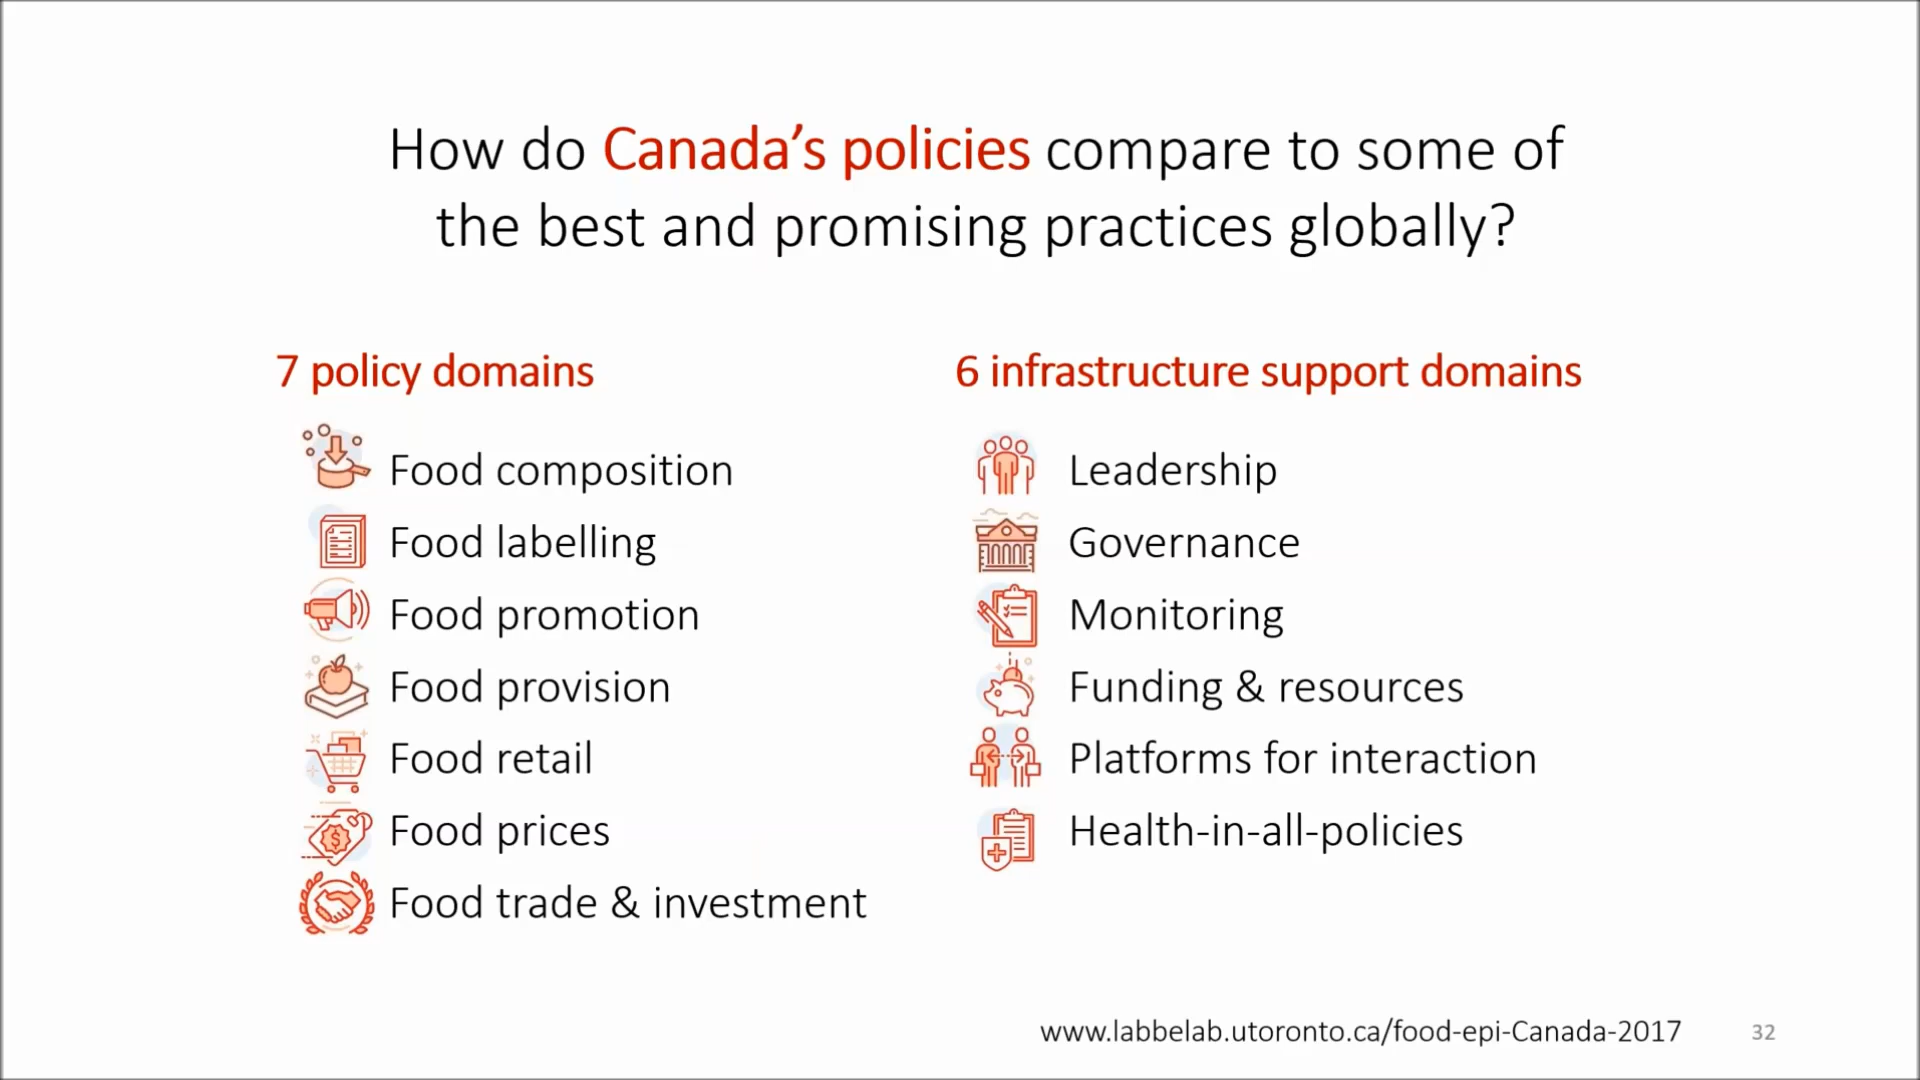 How do Canada’s policies compare to some of
the best and promising practices globally?
7 policy domains
Food composition
Food labelling
Food promotion
Food provision
Food retail
Food prices
Food trade & investment
6 infrastructure support domains
Leadership
Governance
Monitoring
Funding & resources
Platforms for interaction
Health-in-all-policies
www.labbelab.utoronto.ca/food-epi-Canada-2017
32